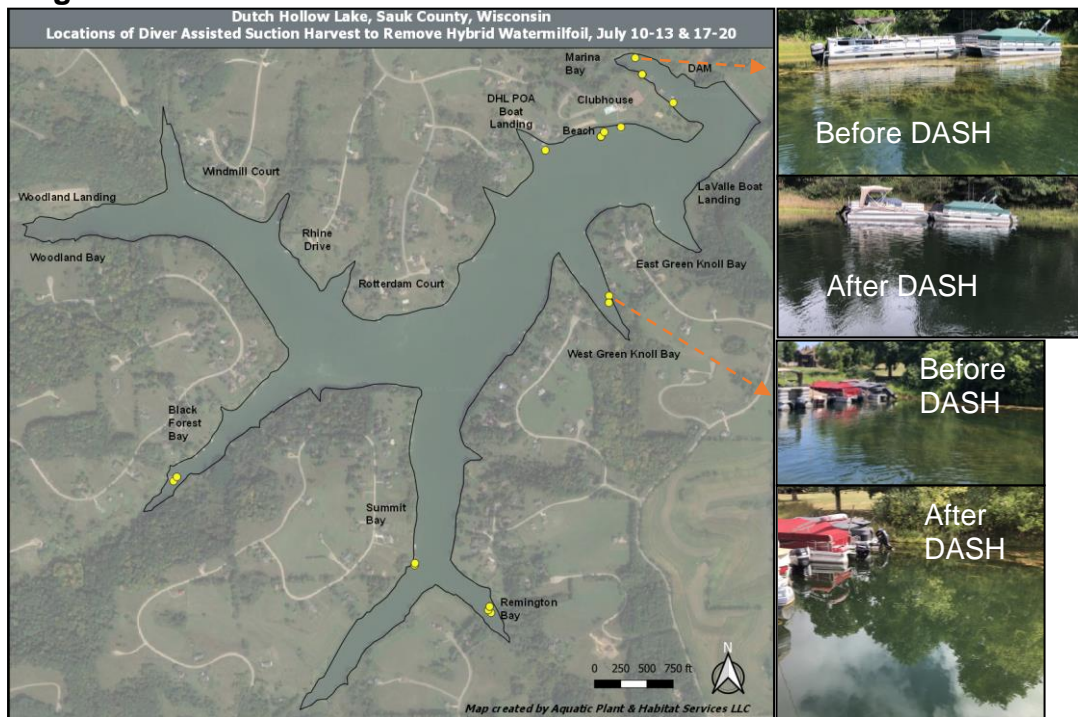 Dutch Hollow Lake, Sauk County, Wisconsin
Locations of Diver Assisted Suction Harvest to Remove Hybrid Watermilfoil, July 10-13 & 17-20
Marina
Bay
DAM
DHL POA
Boat
Landing
Clubhouse
Beach
Windmill Court
Woodland Landing
LaValle Boat
Landing
Woodland Bay
Rhine
Drive
East Green Knoll Bay
Rotterdam Court
West Green Knoll Bay
Black
Forest
Bay
Summit
Bay
Remington
Bay
0 250 500 750 ft
N
Map created by Aquatic Plant & Habitat Services LLC
Before DASH
After DASH
Before
DASH
After
DASH